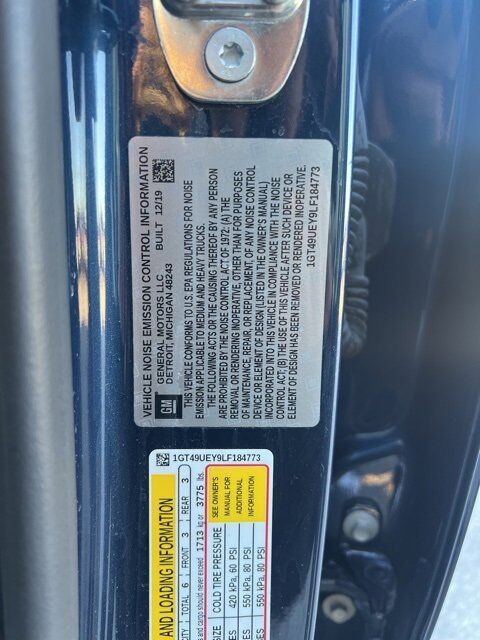 VEHICLE NOISE EMISSION CONTROL INFORMATION
GENERAL MOTORS LLC BUILT 12/19
DETROIT, MICHIGAN 48243
GM
THIS VEHICLE CONFORMS TO U.S. EPA REGULATIONS FOR NOISE
EMISSION APPLICABLE TO MEDIUM AND HEAVY TRUCKS.
THE FOLLOWING ACTS OR THE CAUSING THEREOF BY ANY PERSON
ARE PROHIBITED BY THE NOISE CONTROL ACT OF 1972: (A) THE
REMOVAL OR RENDERING INOPERATIVE, OTHER THAN FOR PURPOSES
OF MAINTENANCE, REPAIR, OR REPLACEMENT, OF ANY NOISE CONTROL
DEVICE OR ELEMENT OF DESIGN (LISTED IN THE OWNER'S MANUAL)
INCORPORATED INTO THIS VEHICLE IN COMPLIANCE WITH THE NOISE
CONTROL ACT; (B) THE USE OF THIS VEHICLE AFTER SUCH DEVICE OR
ELEMENT OF DESIGN HAS BEEN REMOVED OR RENDERED INOPERATIVE.
1GT49UEY9LF184773
1GT49UEY9LF184773
AND LOADING INFORMATION
TOTAL 6 FRONT 3 REAR 3
and cargo should never exceed 1713 kg or 3775 lbs.
SIZE COLD TIRE PRESSURE
420 kPa, 60 PSI
550 kPa, 80 PSI
550 kPa, 80 PSI
SEE OWNER'S
MANUAL FOR
ADDITIONAL
INFORMATION